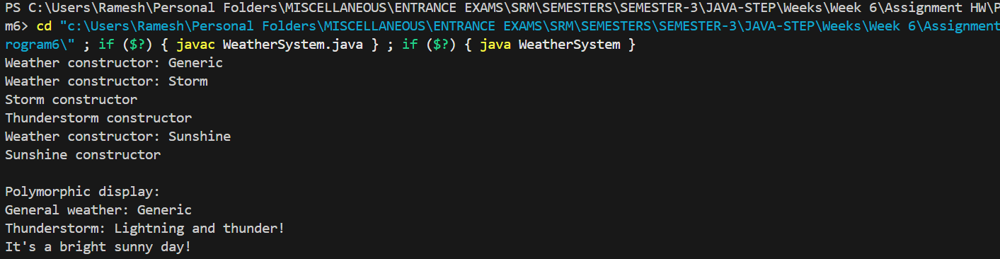 PS C:\Users\Ramesh\Personal Folders\MISCELLANEOUS\ENTRANCE EXAMS\SRM\SEMESTERS\SEMESTER-3\JAVA-STEP\Weeks\Week 6\Assignment HW\P
m6> cd "c:\Users\Ramesh\Personal Folders\MISCELLANEOUS\ENTRANCE EXAMS\SRM\SEMESTERS\SEMESTER-3\JAVA-STEP\Weeks\Week 6\Assignment
rogram6\" ; if ($?) { javac WeatherSystem.java } ; if ($?) { java WeatherSystem }
Weather constructor: Generic
Weather constructor: Storm
Storm constructor
Thunderstorm constructor
Weather constructor: Sunshine
Sunshine constructor

Polymorphic display:
General weather: Generic
Thunderstorm: Lightning and thunder!
It's a bright sunny day!